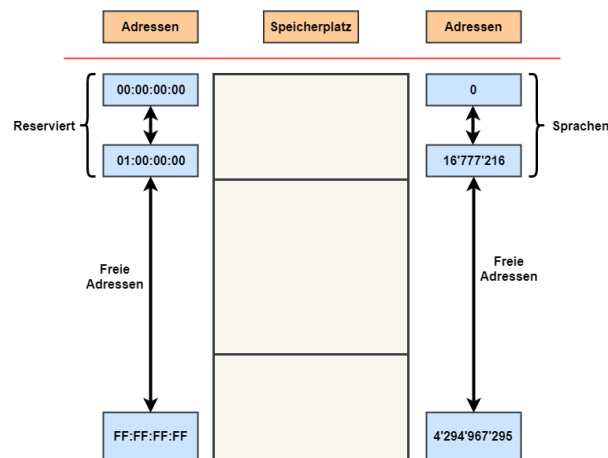 Adressen
Speicherplatz
Adressen
00:00:00:00
0
Reserviert
Sprachen
01:00:00:00
16'777'216
Freie
Adressen
Freie
Adressen
FF:FF:FF:FF
4'294'967'295